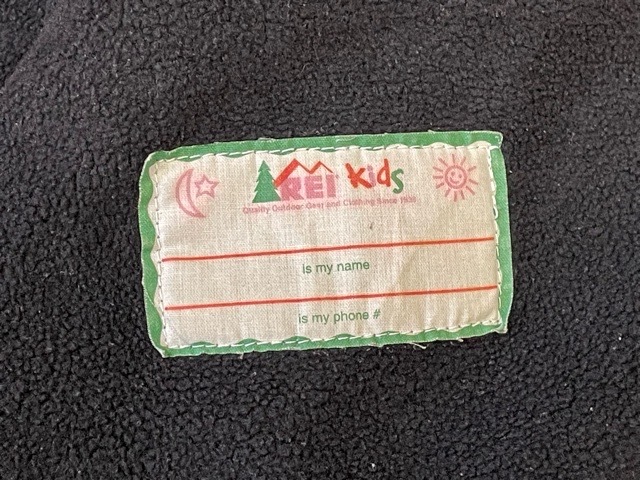 REI kids
Quality Outdoor Gear and Clothing Since 1938
is my name
is my phone #